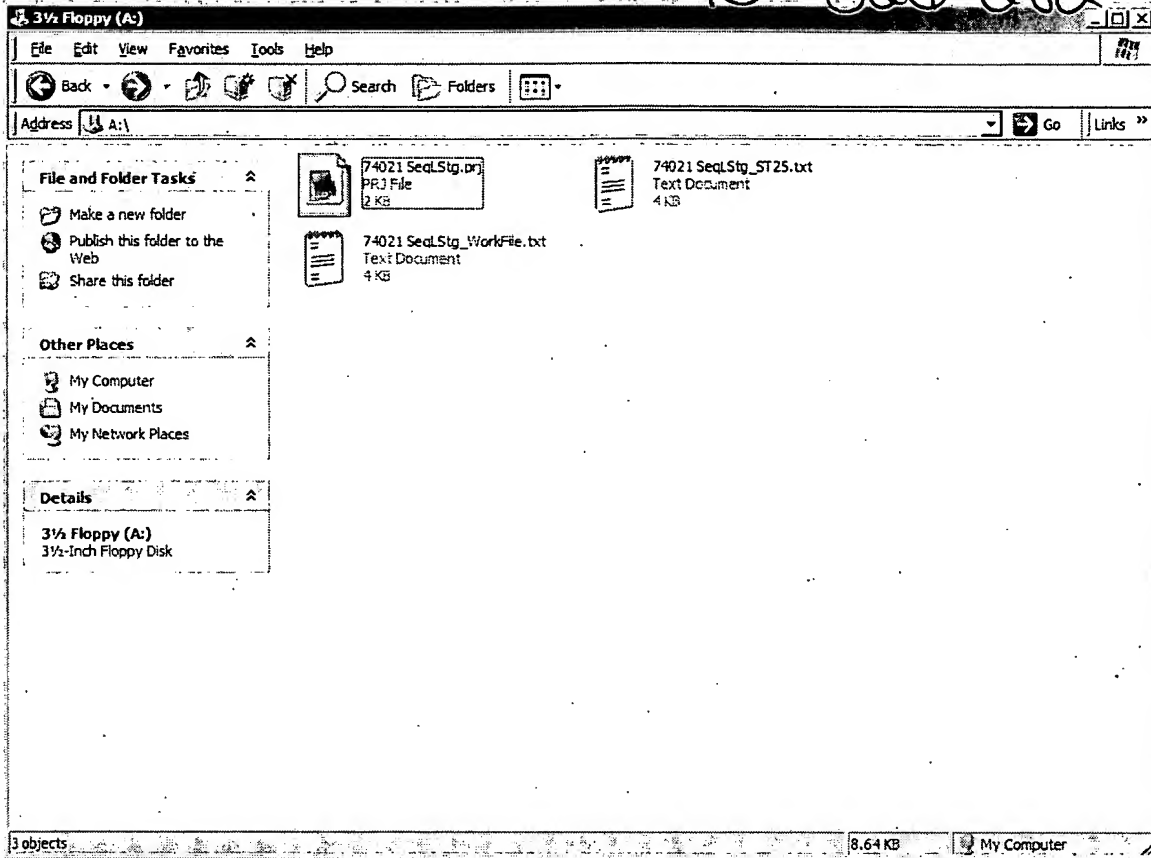 3½ Floppy (A:)
File Edit View Favorites Tools Help
Back Search Folders
Address A:\ Go Links »
File and Folder Tasks
Make a new folder
Publish this folder to the
Web
Share this folder
Other Places
My Computer
My Documents
My Network Places
Details
3½ Floppy (A:)
3½-Inch Floppy Disk
74021 SeqLStg.prj
PRJ File
2 KB
74021 SeqLStg_ST25.txt
Text Document
4 KB
74021 SeqLStg_WorkFile.txt
Text Document
4 KB
3 objects 8.64 KB My Computer